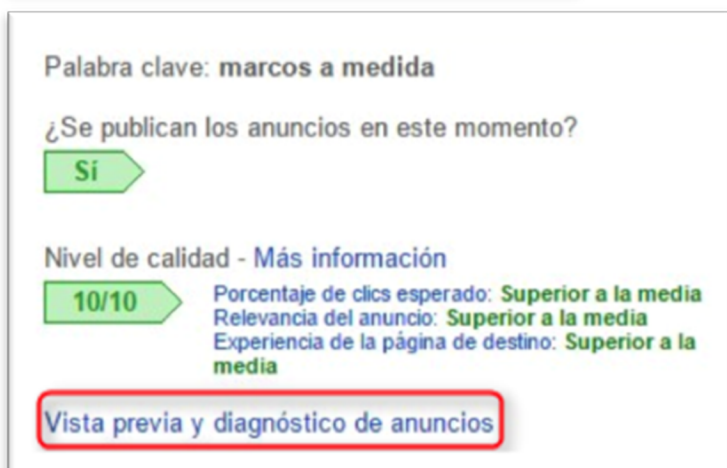 Palabra clave: marcos a medida
¿Se publican los anuncios en este momento?
Sí
Nivel de calidad - Más información
10/10
Porcentaje de clics esperado: Superior a la media
Relevancia del anuncio: Superior a la media
Experiencia de la página de destino: Superior a la
media
Vista previa y diagnóstico de anuncios